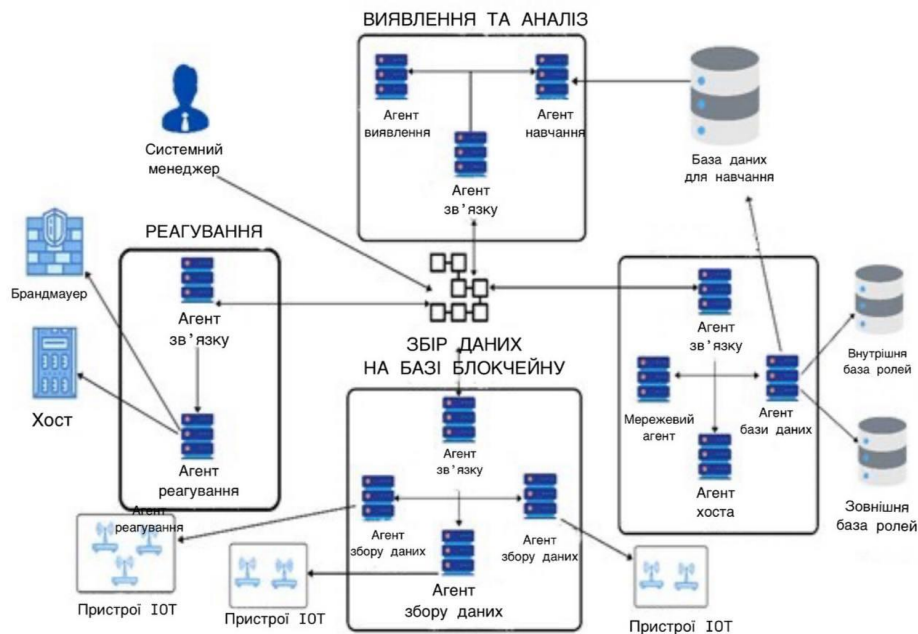 ВИЯВЛЕННЯ ТА АНАЛІЗ
Агент
виявлення
Агент
навчання
Агент
зв’язку
База даних
для навчання
Системний
менеджер
РЕАГУВАННЯ
Брандмауер
Агент
зв’язку
Хост
Агент
реагування
ЗБІР ДАНИХ
НА БАЗІ БЛОКЧЕЙНУ
Агент
зв’язку
Агент
збору даних
Агент
збору даних
Агент
збору даних
Агент
зв’язку
Мережевий
агент
Агент
бази даних
Агент
хоста
Внутрішня
база ролей
Зовнішня
база ролей
Агент
реагування
Пристрої IOT
Пристрої IOT
Пристрої IOT